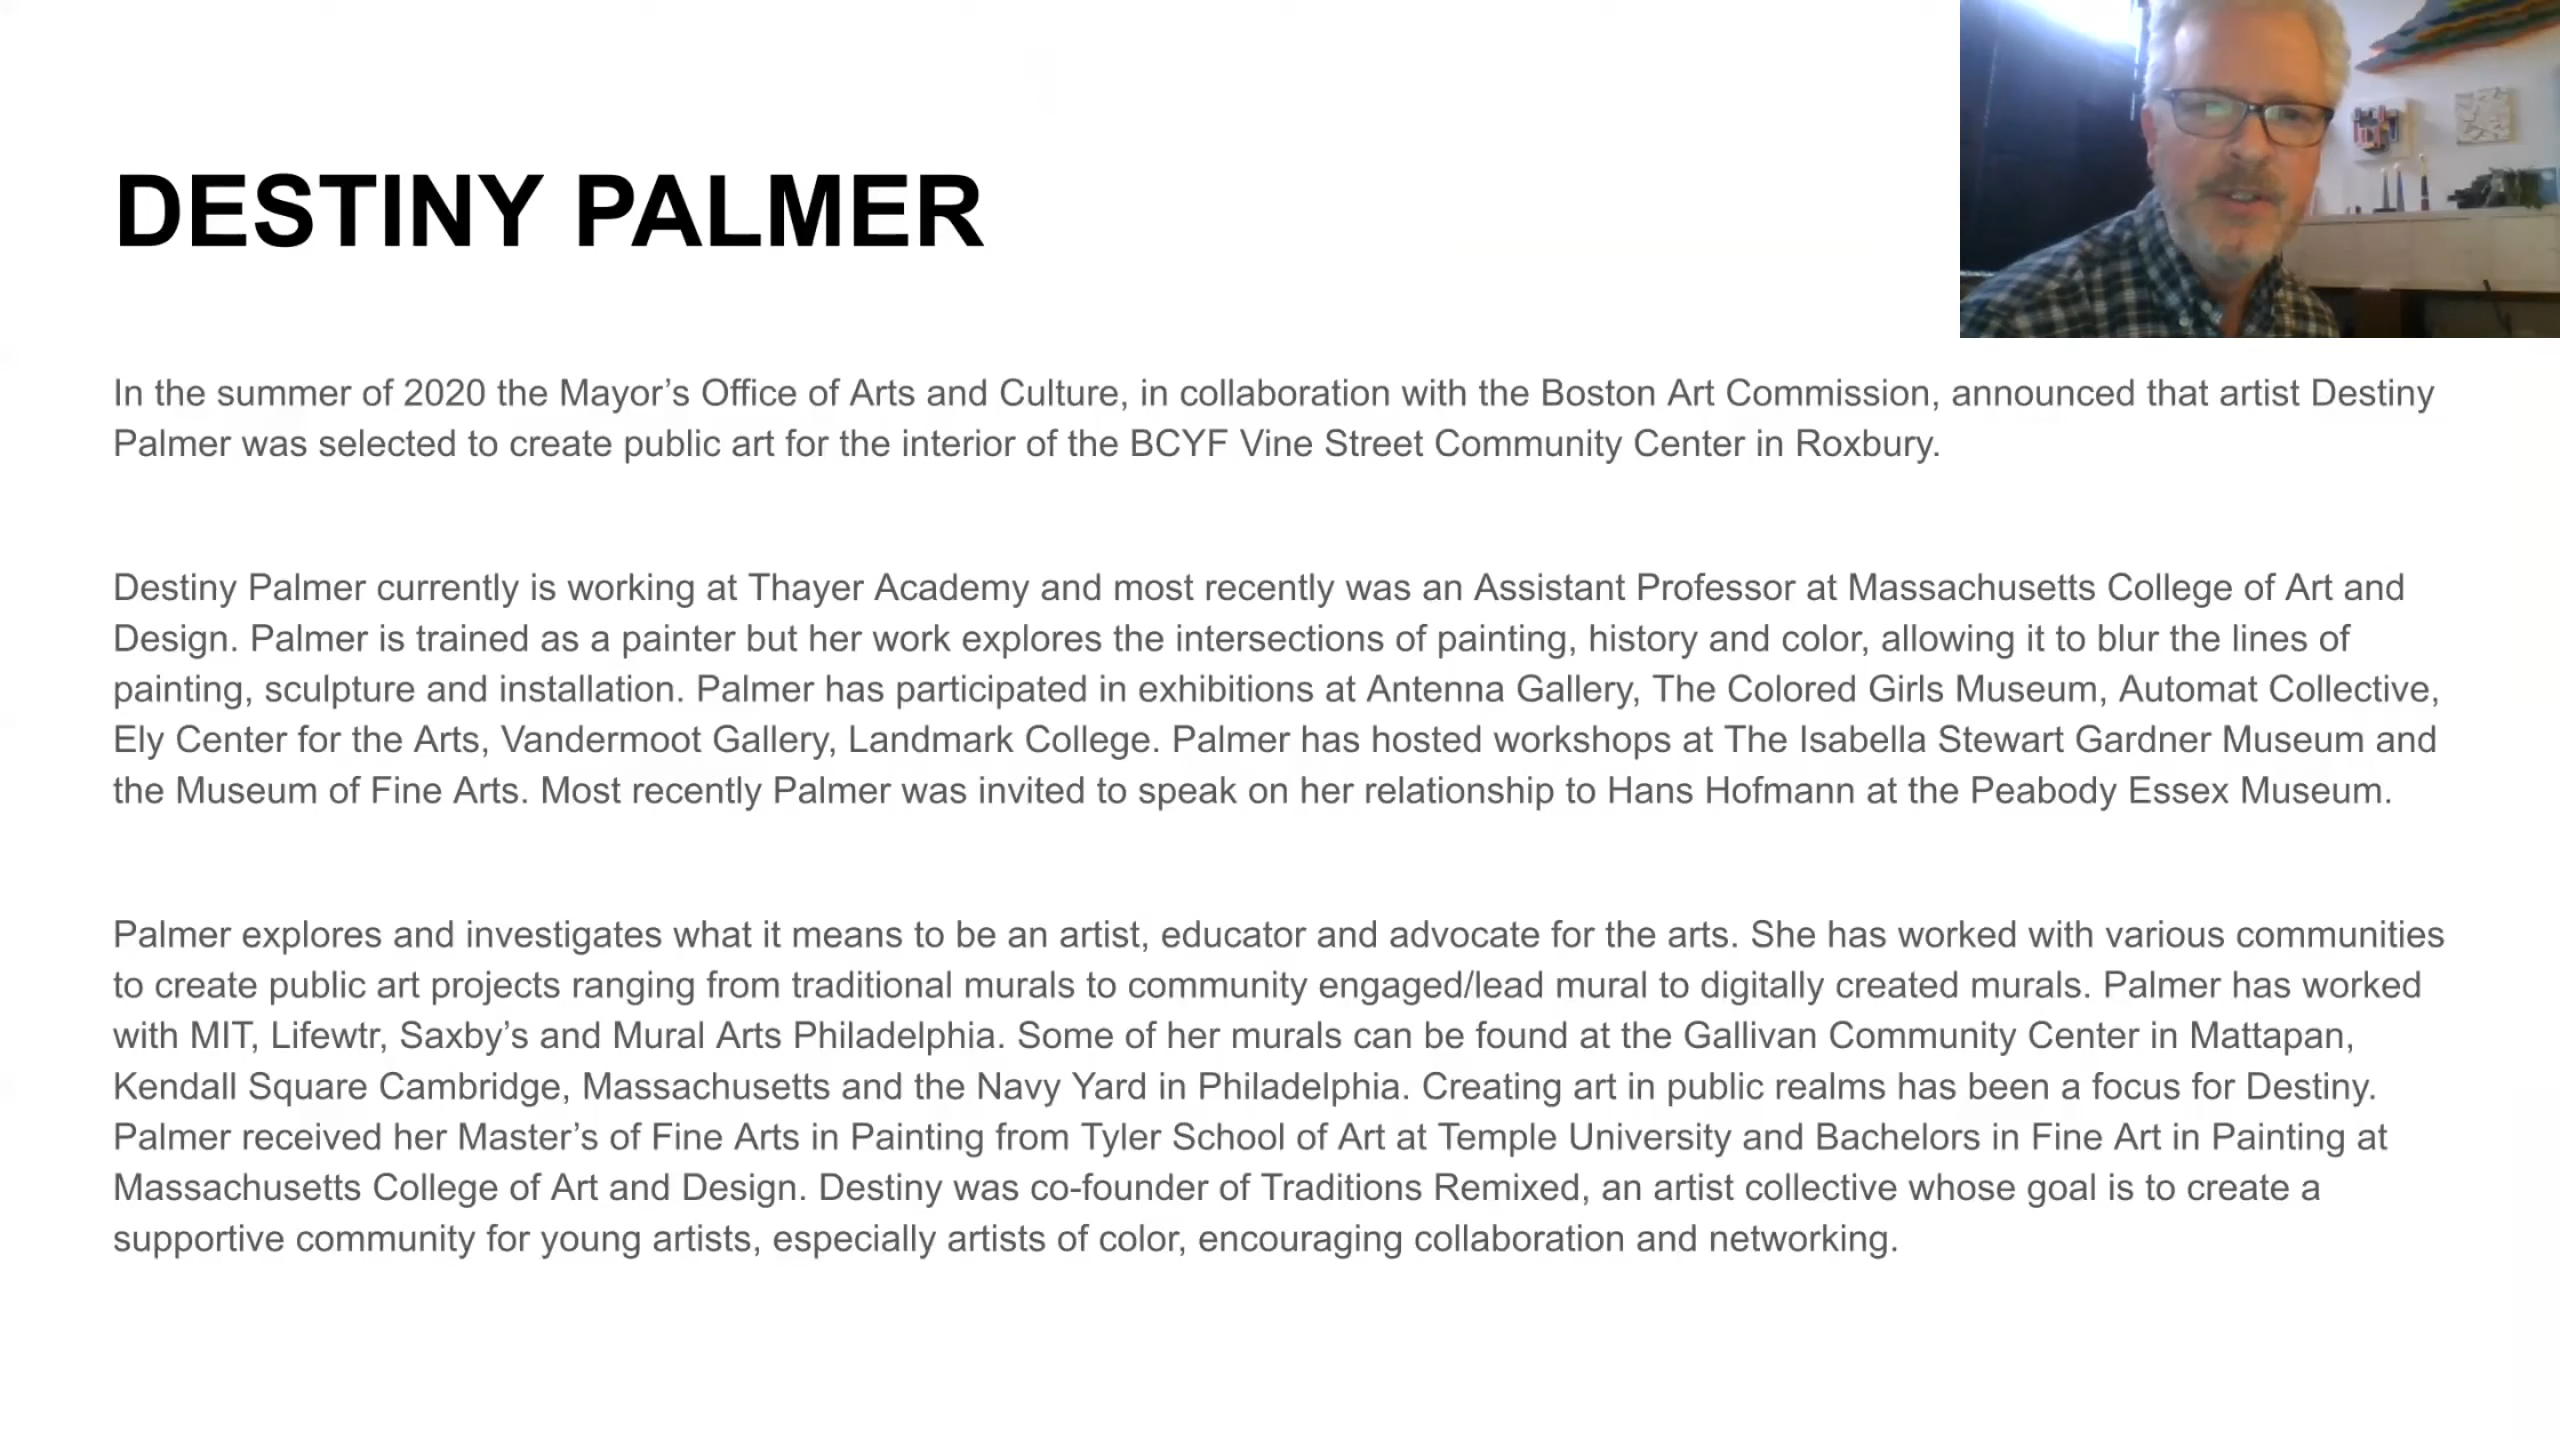 DESTINY PALMER
In the summer of 2020 the Mayor’s Office of Arts and Culture, in collaboration with the Boston Art Commission, announced that artist Destiny
Palmer was selected to create public art for the interior of the BCYF Vine Street Community Center in Roxbury.
Destiny Palmer currently is working at Thayer Academy and most recently was an Assistant Professor at Massachusetts College of Art and
Design. Palmer is trained as a painter but her work explores the intersections of painting, history and color, allowing it to blur the lines of
painting, sculpture and installation. Palmer has participated in exhibitions at Antenna Gallery, The Colored Girls Museum, Automat Collective,
Ely Center for the Arts, Vandermoot Gallery, Landmark College. Palmer has hosted workshops at The Isabella Stewart Gardner Museum and
the Museum of Fine Arts. Most recently Palmer was invited to speak on her relationship to Hans Hofmann at the Peabody Essex Museum.
Palmer explores and investigates what it means to be an artist, educator and advocate for the arts. She has worked with various communities
to create public art projects ranging from traditional murals to community engaged/lead mural to digitally created murals. Palmer has worked
with MIT, Lifewtr, Saxby’s and Mural Arts Philadelphia. Some of her murals can be found at the Gallivan Community Center in Mattapan,
Kendall Square Cambridge, Massachusetts and the Navy Yard in Philadelphia. Creating art in public realms has been a focus for Destiny.
Palmer received her Master’s of Fine Arts in Painting from Tyler School of Art at Temple University and Bachelors in Fine Art in Painting at
Massachusetts College of Art and Design. Destiny was co-founder of Traditions Remixed, an artist collective whose goal is to create a
supportive community for young artists, especially artists of color, encouraging collaboration and networking.